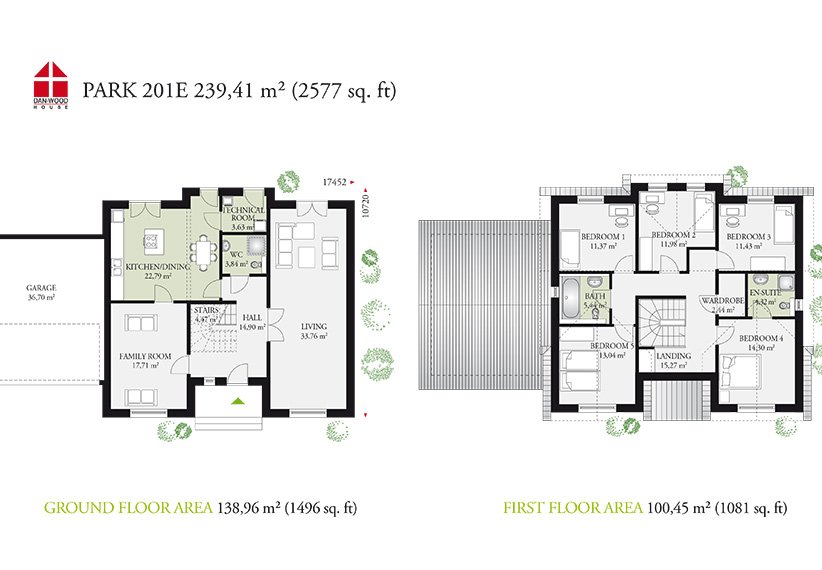 DAN-WOOD
HOUSE
PARK 201E 239,41 m² (2577 sq. ft)
17452
10720
TECHNICAL
ROOM
3.63 m²
WC
3,84 m²
KITCHEN/DINING
22,79 m²
GARAGE
36,70 m²
STAIRS
4,47 m²
HALL
14,90 m²
LIVING
33.76 m²
FAMILY ROOM
17,71 m²
BEDROOM 1
11,37 m²
BEDROOM 2
11,98 m²
BEDROOM 3
11,43 m²
BATH
5,44 m²
EN-SUITE
4,32 m²
WARDROBE
2,44 m²
BEDROOM 5
13,04 m²
LANDING
15,27 m²
BEDROOM 4
14,30 m²
GROUND FLOOR AREA 138,96 m² (1496 sq. ft)
FIRST FLOOR AREA 100,45 m² (1081 sq. ft)